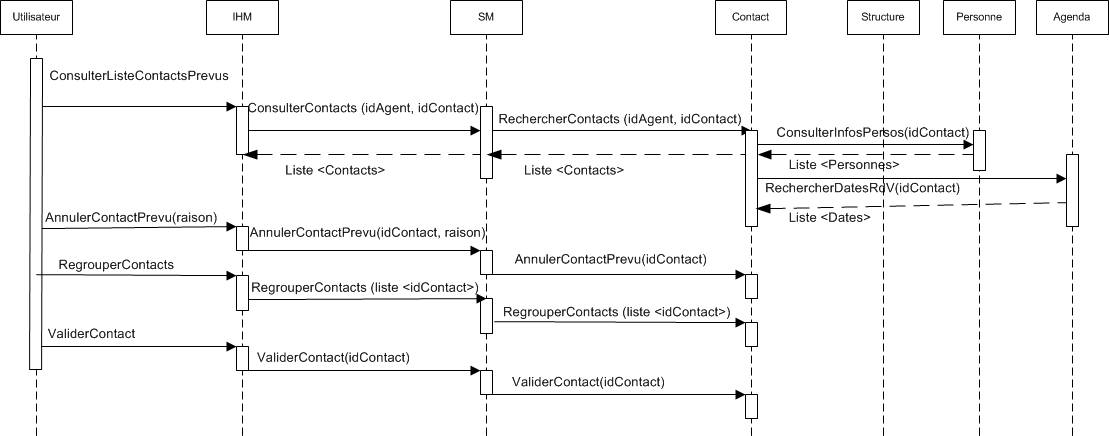 Utilisateur
IHM
SM
Contact
Structure
Personne
Agenda
ConsulterListeContactsPrevus
ConsulterContacts (idAgent, idContact)
RechercherContacts (idAgent, idContact)
ConsulterInfosPersos(idContact)
Liste <Contacts>
Liste <Contacts>
Liste <Personnes>
RechercherDatesRdV(idContact)
Liste <Dates>
AnnulerContactPrevu(raison)
AnnulerContactPrevu(idContact, raison)
AnnulerContactPrevu(idContact)
RegrouperContacts
RegrouperContacts (liste <idContact>)
RegrouperContacts (liste <idContact>)
ValiderContact
ValiderContact(idContact)
ValiderContact(idContact)